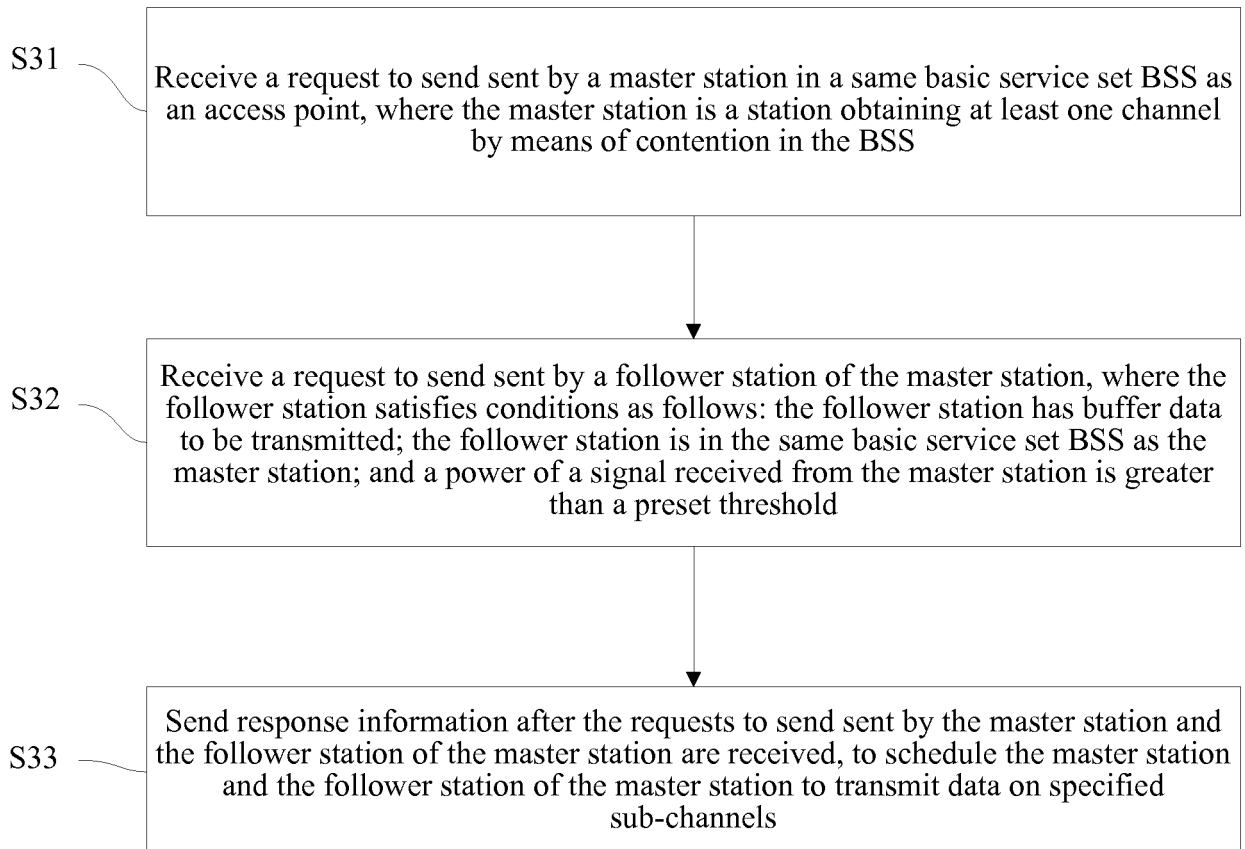 S31
Receive a request to send sent by a master station in a same basic service set BSS as
an access point, where the master station is a station obtaining at least one channel
by means of contention in the BSS
S32
Receive a request to send sent by a follower station of the master station, where the
follower station satisfies conditions as follows: the follower station has buffer data
to be transmitted; the follower station is in the same basic service set BSS as the
master station; and a power of a signal received from the master station is greater
than a preset threshold
S33
Send response information after the requests to send sent by the master station and
the follower station of the master station are received, to schedule the master station
and the follower station of the master station to transmit data on specified
sub-channels